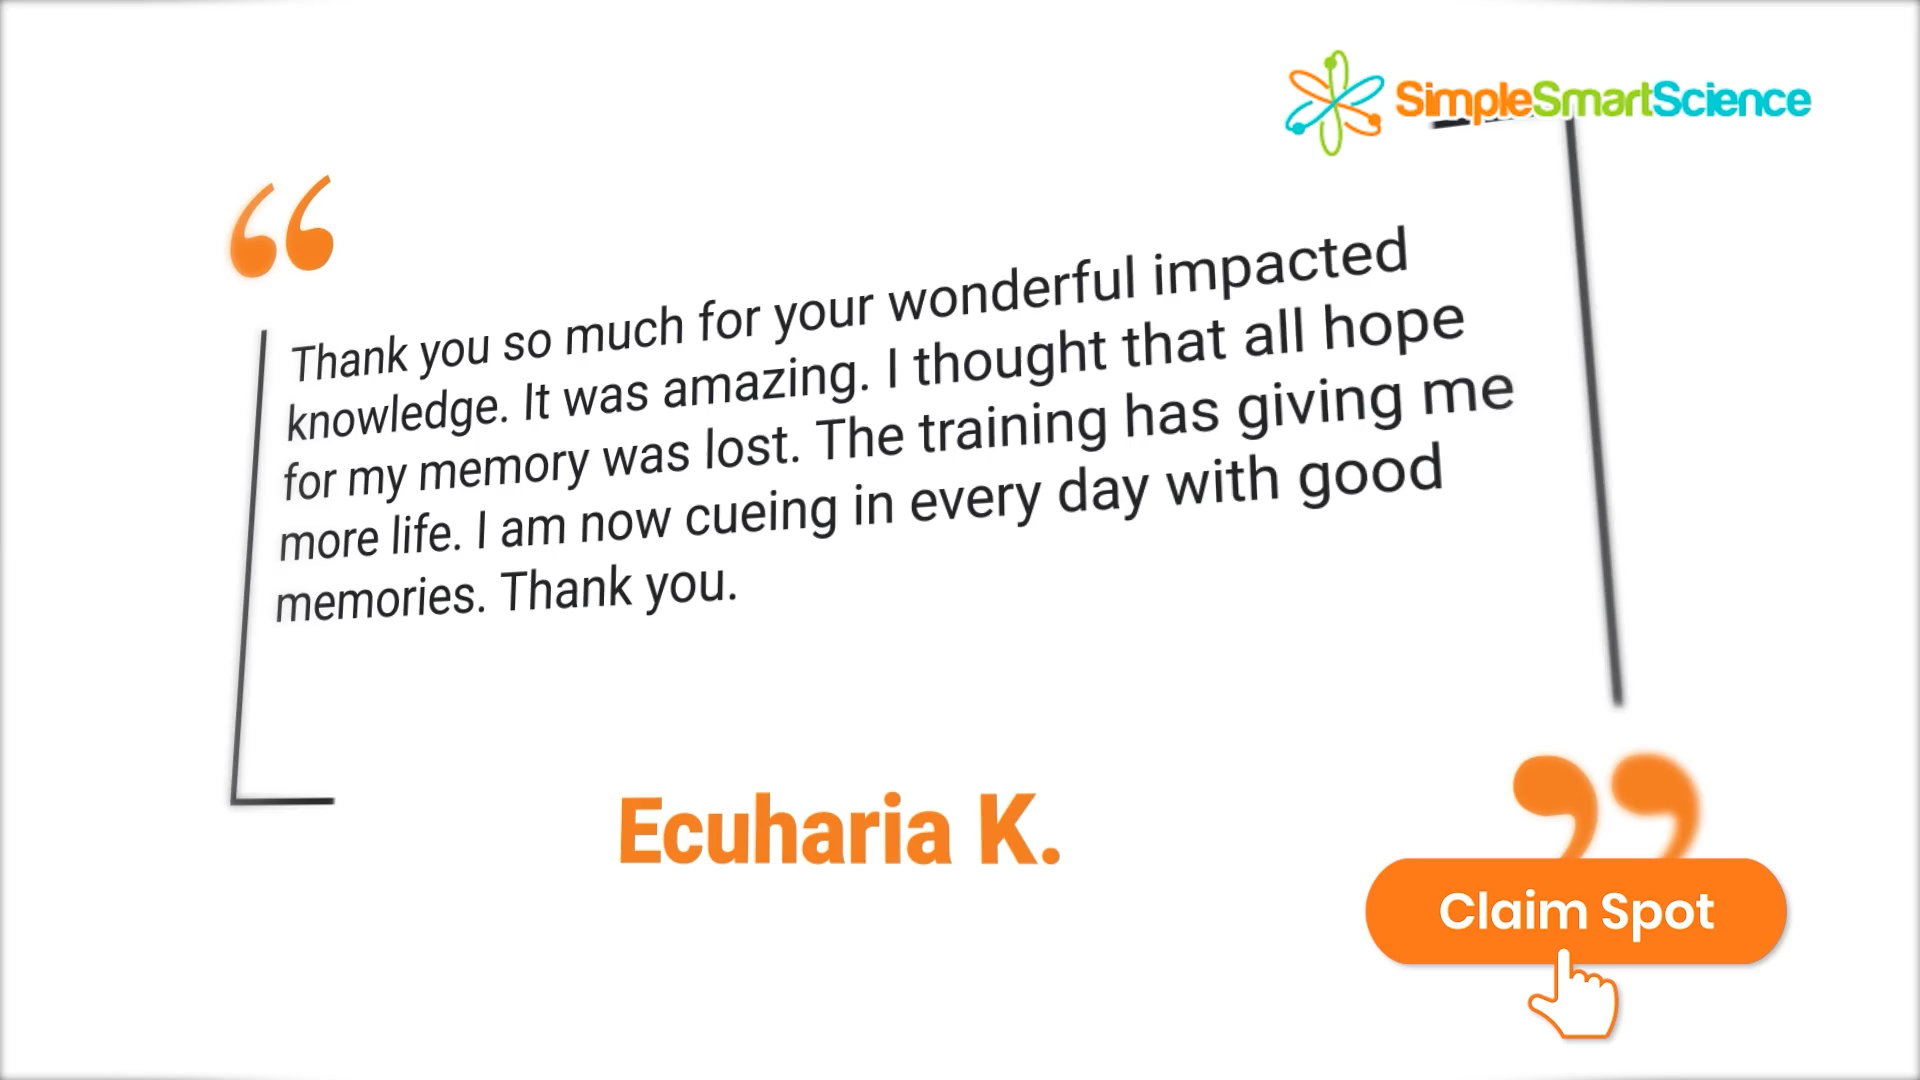 SimpleSmartScience
“
Thank you so much for your wonderful impacted
knowledge. It was amazing. I thought that all hope
for my memory was lost. The training has giving me
more life. I am now cueing in every day with good
memories. Thank you.
”
Ecuharia K.
Claim Spot